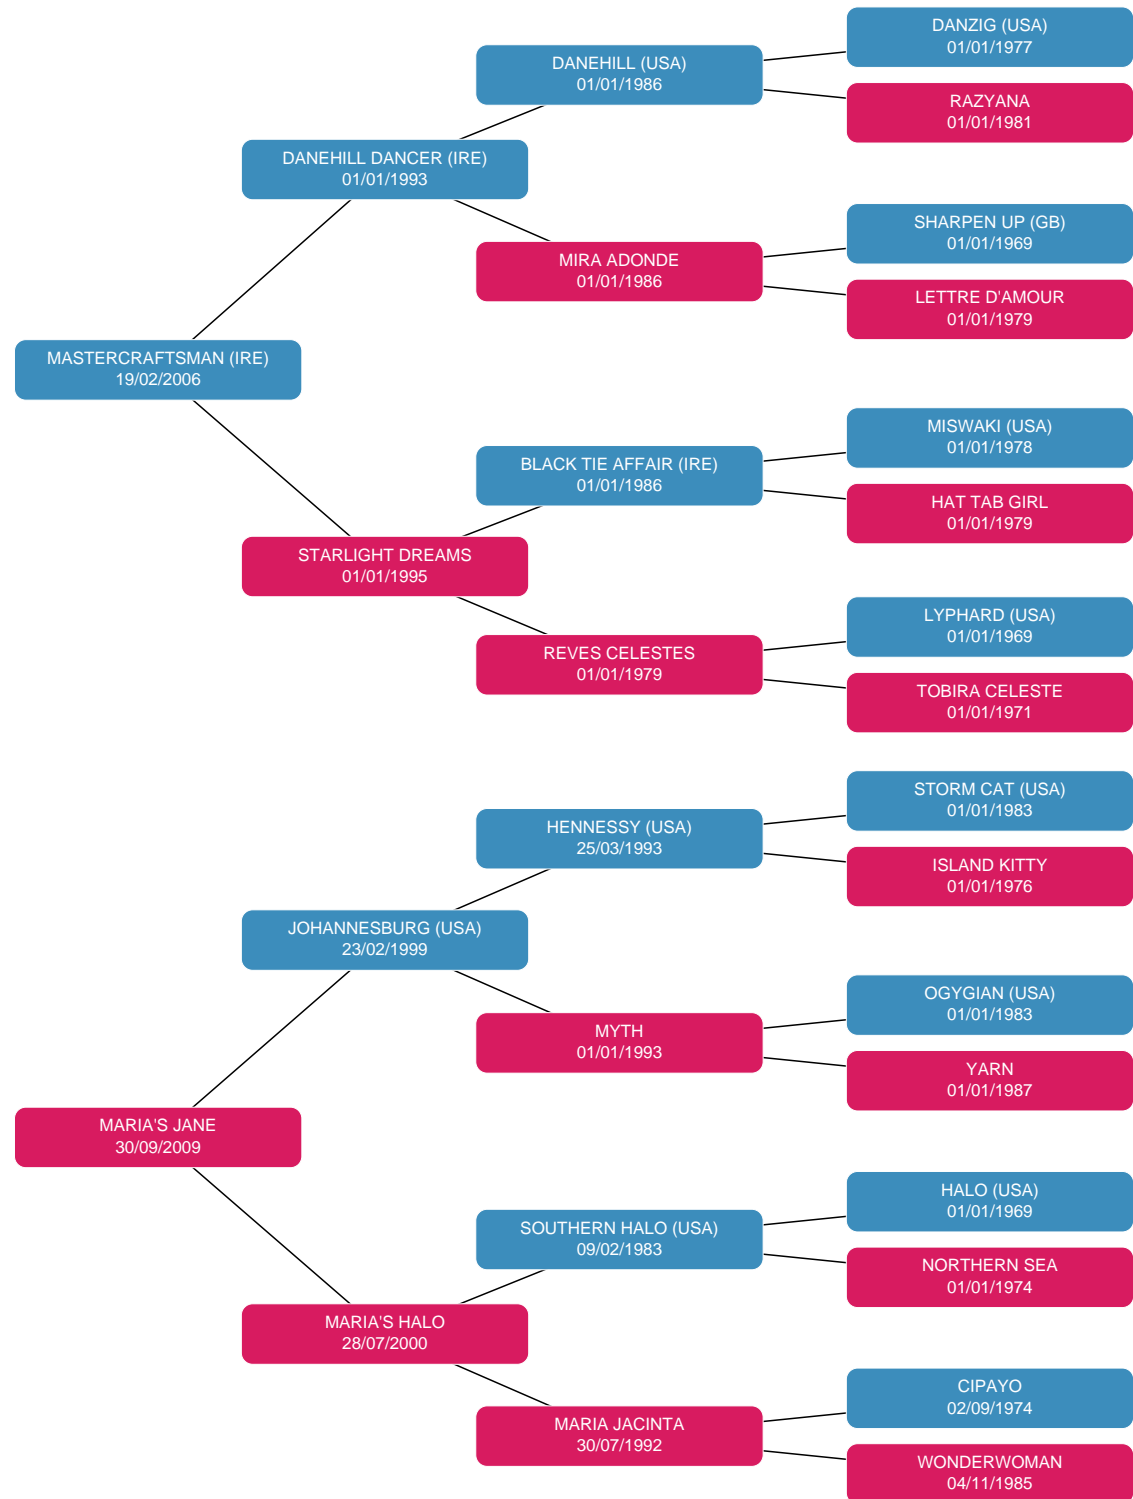 DANZIG (USA)
01/01/1977
DANEHILL (USA)
01/01/1986
RAZYANA
01/01/1981
DANEHILL DANCER (IRE)
01/01/1993
SHARPEN UP (GB)
01/01/1969
MIRA ADONDE
01/01/1986
LETTRE D'AMOUR
01/01/1979
MASTERCRAFTSMAN (IRE)
19/02/2006
MISWAKI (USA)
01/01/1978
BLACK TIE AFFAIR (IRE)
01/01/1986
HAT TAB GIRL
01/01/1979
STARLIGHT DREAMS
01/01/1995
LYPHARD (USA)
01/01/1969
REVES CELESTES
01/01/1979
TOBIRA CELESTE
01/01/1971
STORM CAT (USA)
01/01/1983
HENNESSY (USA)
25/03/1993
ISLAND KITTY
01/01/1976
JOHANNESBURG (USA)
23/02/1999
OGYGIAN (USA)
01/01/1983
MYTH
01/01/1993
YARN
01/01/1987
MARIA'S JANE
30/09/2009
HALO (USA)
01/01/1969
SOUTHERN HALO (USA)
09/02/1983
NORTHERN SEA
01/01/1974
MARIA'S HALO
28/07/2000
CIPAYO
02/09/1974
MARIA JACINTA
30/07/1992
WONDERWOMAN
04/11/1985